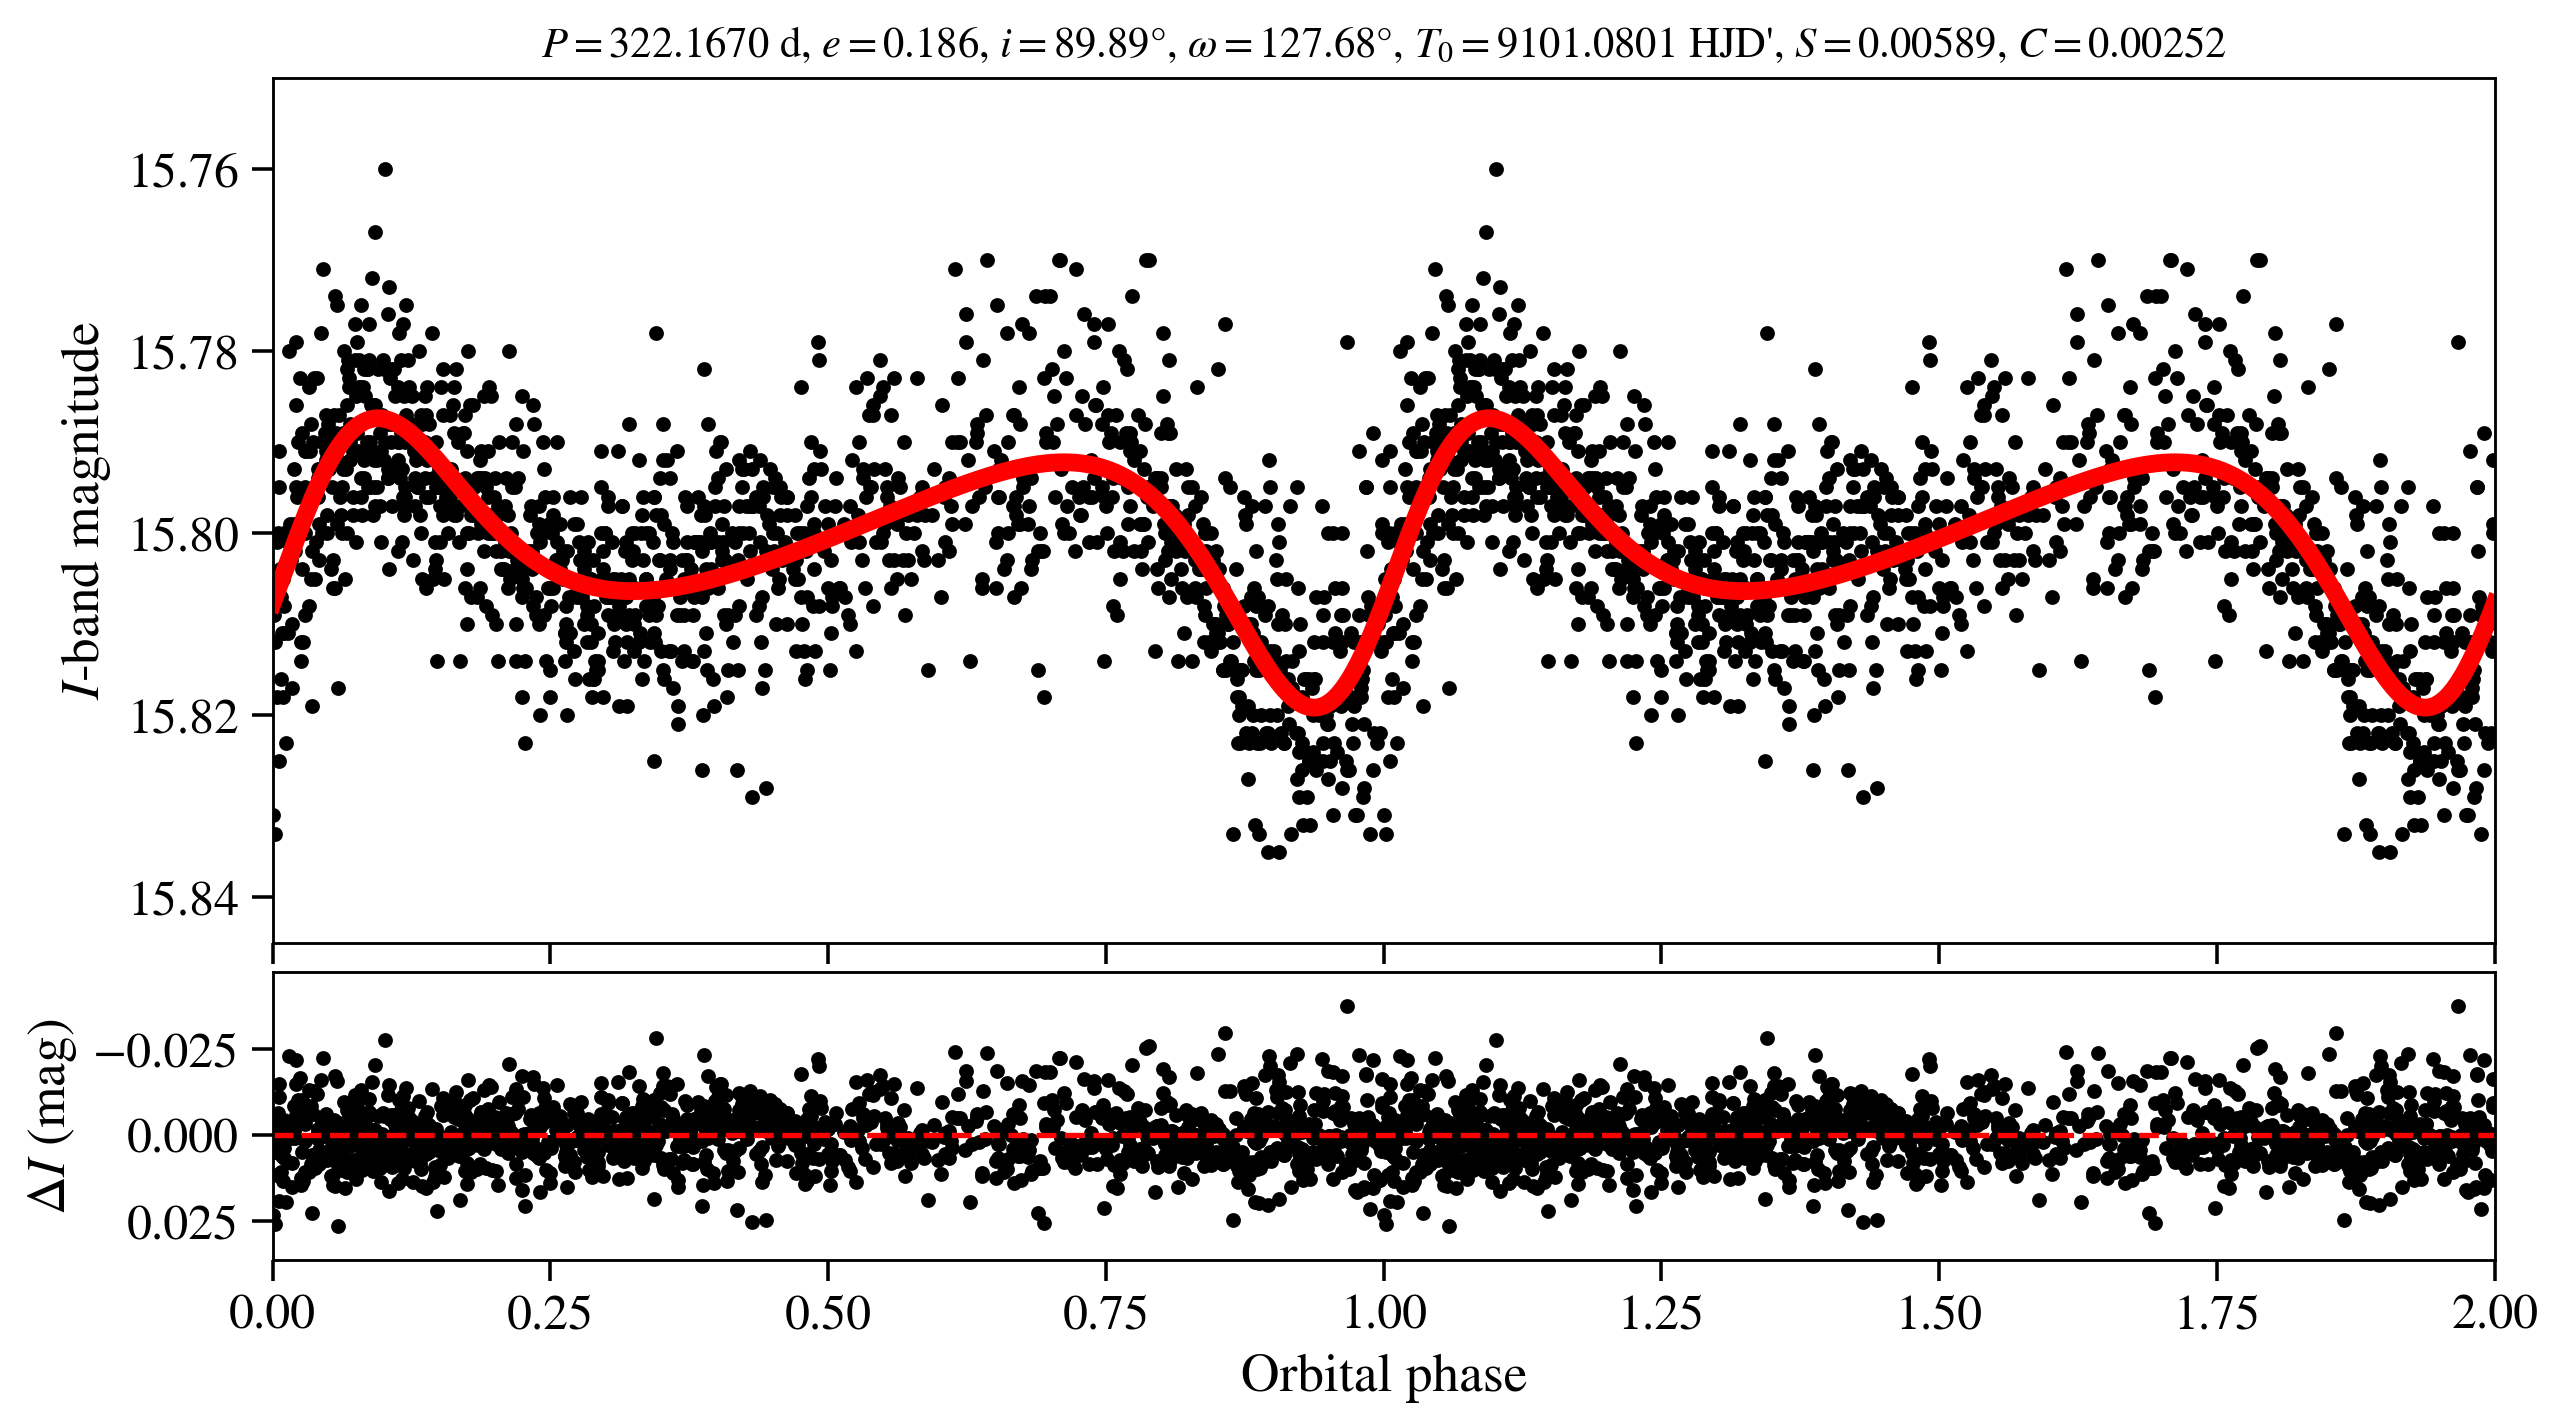 P = 322.1670 d, e = 0.186, i = 89.89°, ω = 127.68°, T₀ = 9101.0801 HJD', S = 0.00589, C = 0.00252
15.76
15.78
15.80
15.82
15.84
I-band magnitude
−0.025
0.000
0.025
ΔI (mag)
0.00 0.25 0.50 0.75 1.00 1.25 1.50 1.75 2.00
Orbital phase